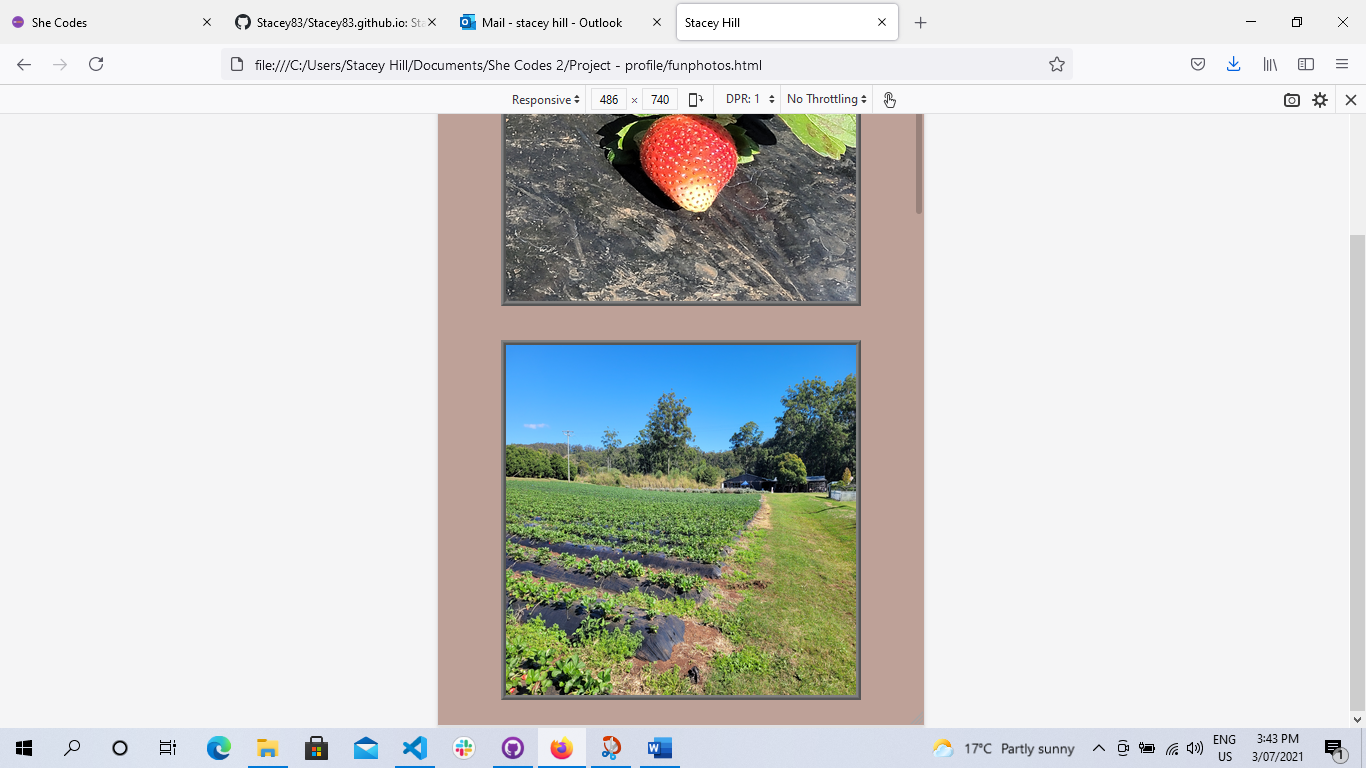 She Codes
Stacey83/Stacey83.github.io: Sta
Mail - stacey hill - Outlook
Stacey Hill
file:///C:/Users/Stacey Hill/Documents/She Codes 2/Project - profile/funphotos.html
Responsive
486 × 740
DPR: 1
No Throttling
17°C Partly sunny
ENG
US
3:43 PM
3/07/2021
1